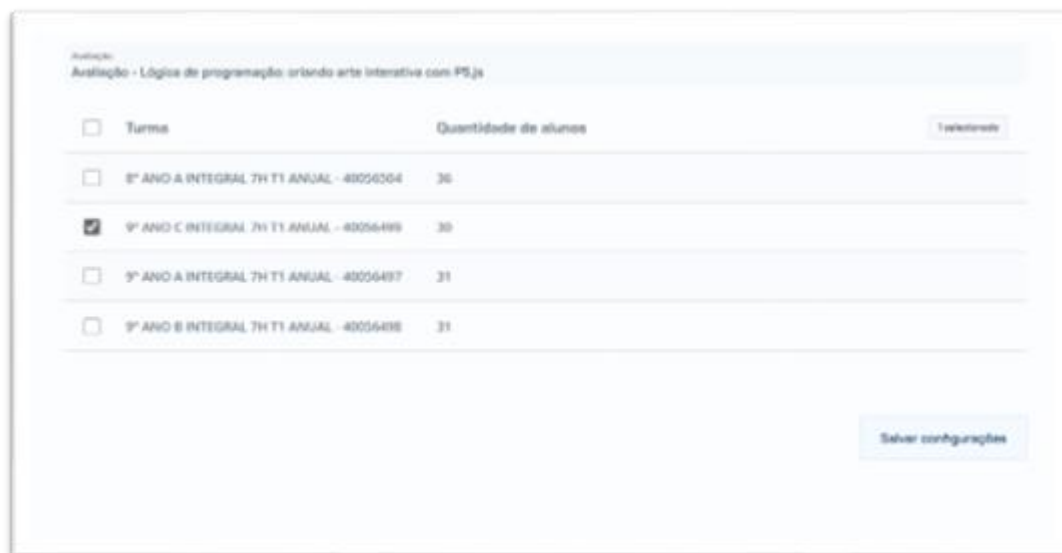 Avaliação
Avaliação - Lógica de programação: criando arte interativa com P5.js
Turma Quantidade de alunos 1 selecionado
8º ANO A INTEGRAL 7H T1 ANUAL - 40056504 36
9º ANO C INTEGRAL 7H T1 ANUAL - 40056499 30
9º ANO A INTEGRAL 7H T1 ANUAL - 40056497 31
9º ANO B INTEGRAL 7H T1 ANUAL - 40056498 31
Salvar configurações